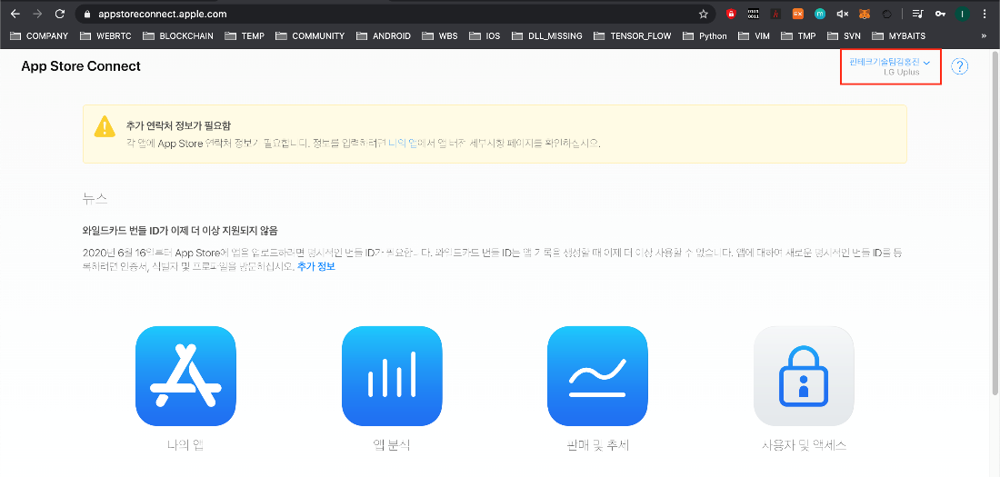 appstoreconnect.apple.com
COMPANY WEBRTC BLOCKCHAIN TEMP COMMUNITY ANDROID WBS IOS DLL_MISSING TENSOR_FLOW Python VIM TMP SVN MYBAITS »
App Store Connect
핀테크기술팀김홍진
LG Uplus
?
추가 연락처 정보가 필요함
각 앱에 App Store 연락처 정보가 필요합니다. 정보를 입력하려면 나의 앱에서 앱 버전 세부사항 페이지를 확인하십시오.
뉴스
와일드카드 번들 ID가 이제 더 이상 지원되지 않음
2020년 6월 16일부터 App Store에 앱을 업로드하려면 명시적인 번들 ID가 필요합니다. 와일드카드 번들 ID는 앱 기록을 생성할 때 이제 더 이상 사용할 수 없습니다. 앱에 대하여 새로운 명시적인 번들 ID를 등
록하려면 인증서, 식별자 및 프로파일을 방문하십시오. 추가 정보
나의 앱 앱 분석 판매 및 추세 사용자 및 액세스